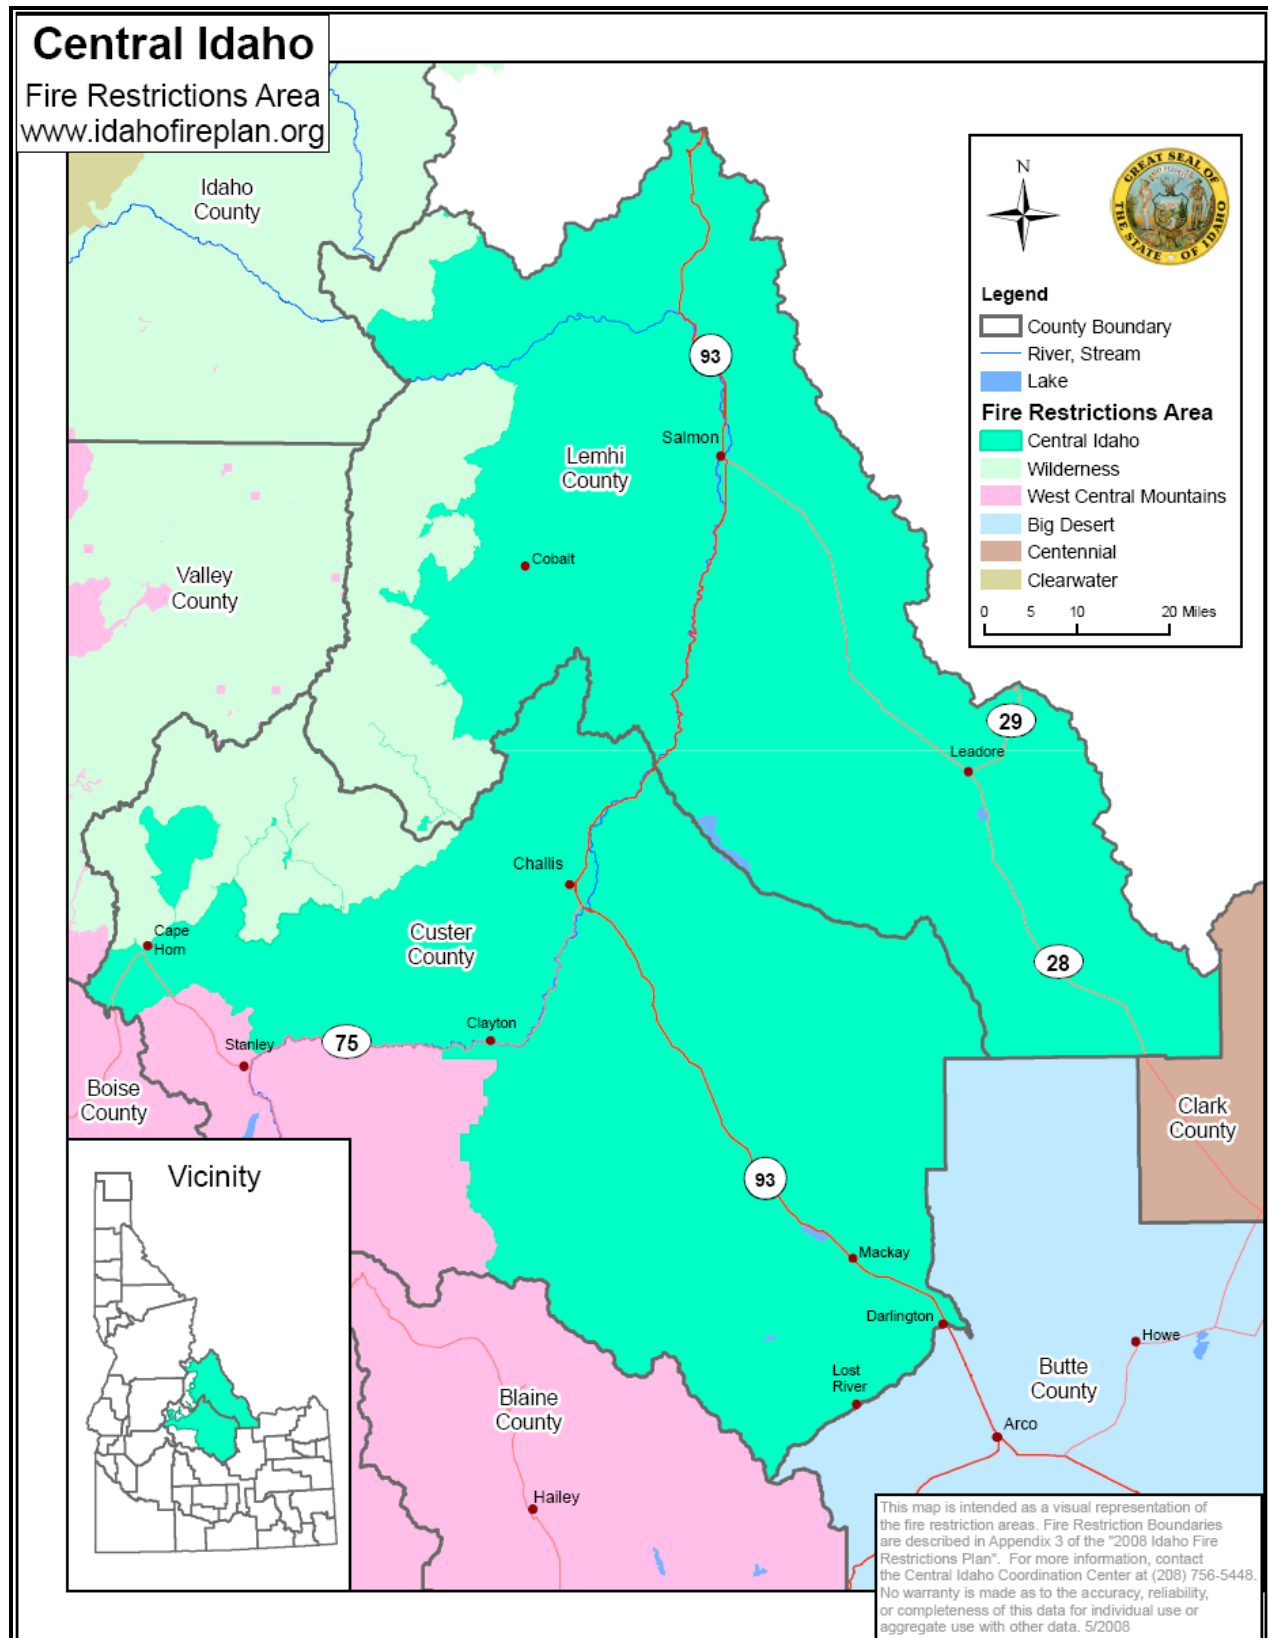 Central Idaho
Fire Restrictions Area
www.idahofireplan.org
Idaho
County
N
GREAT SEAL OF
THE STATE OF IDAHO
Legend
County Boundary
River, Stream
Lake
Fire Restrictions Area
Central Idaho
Wilderness
West Central Mountains
Big Desert
Centennial
Clearwater
0 5 10 20 Miles
93
Salmon
Lemhi
County
Cobalt
Valley
County
29
Leadore
Challis
Custer
County
Cape
Horn
28
Clayton
Stanley
75
Boise
County
Clark
County
Vicinity
93
Mackay
Darlington
Howe
Lost
River
Butte
County
Blaine
County
Arco
Hailey
This map is intended as a visual representation of
the fire restriction areas. Fire Restriction Boundaries
are described in Appendix 3 of the "2008 Idaho Fire
Restrictions Plan". For more information, contact
the Central Idaho Coordination Center at (208) 756-5448.
No warranty is made as to the accuracy, reliability,
or completeness of this data for individual use or
aggregate use with other data. 5/2008